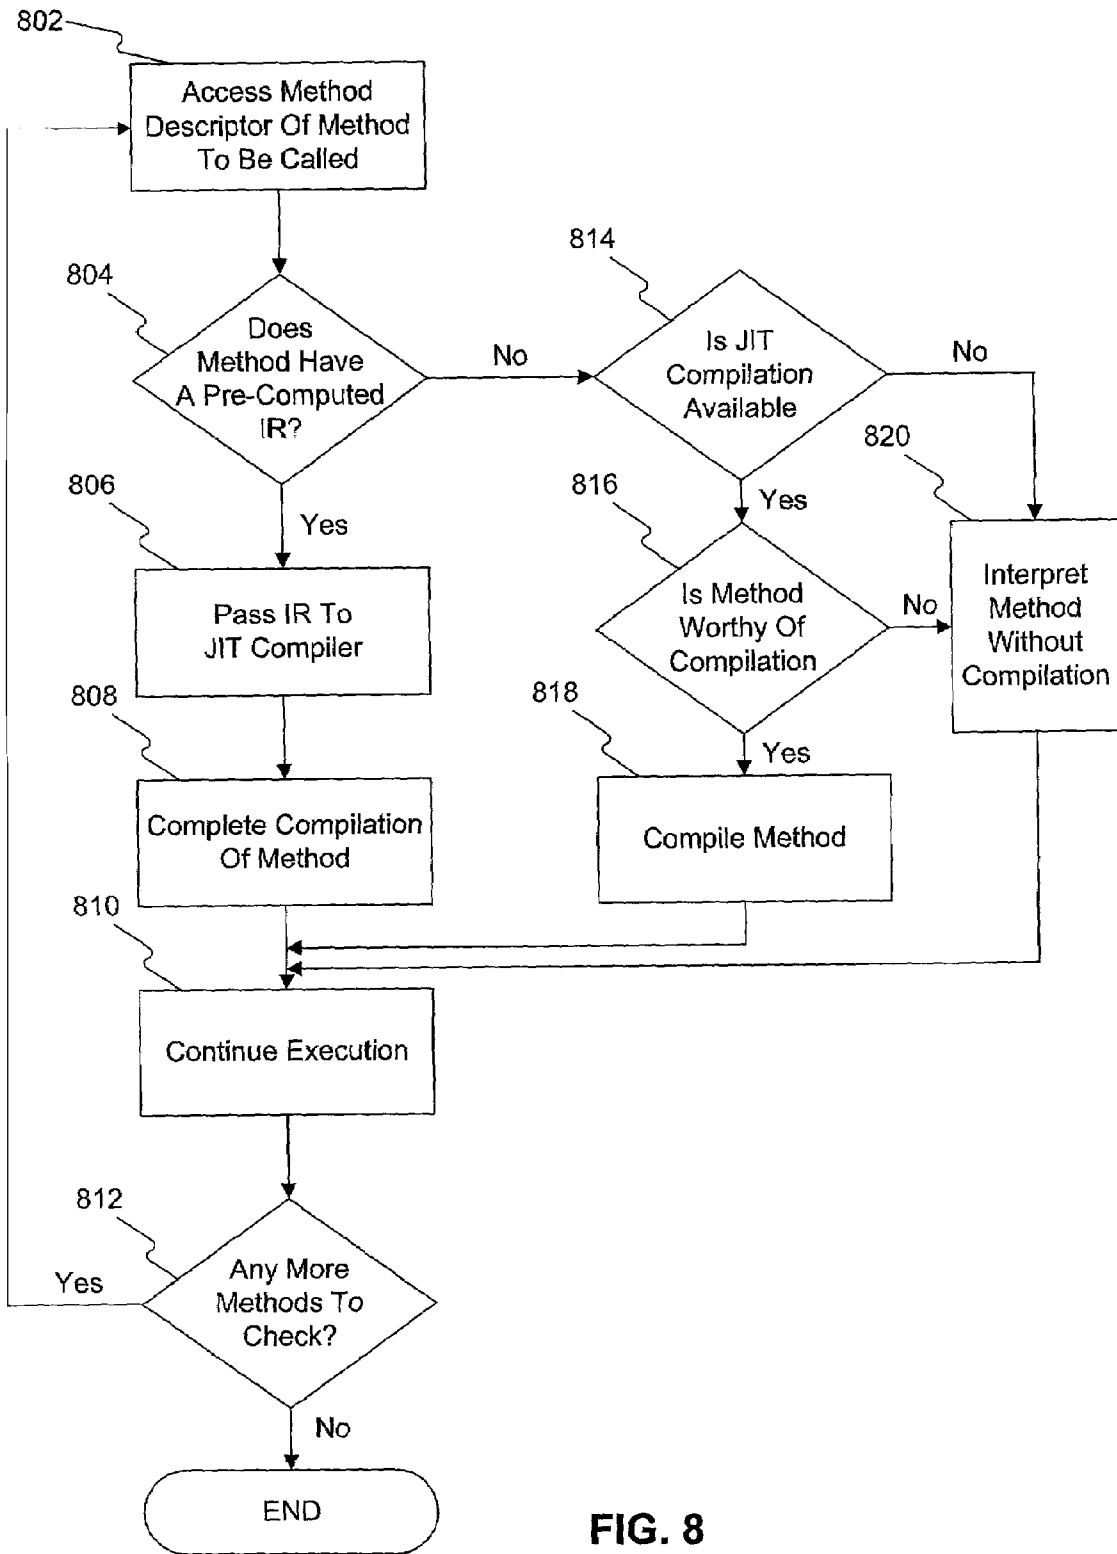 802
Access Method
Descriptor Of Method
To Be Called
804
Does
Method Have
A Pre-Computed
IR?
No
Yes
814
Is JIT
Compilation
Available
No
Yes
806
Pass IR To
JIT Compiler
816
Is Method
Worthy Of
Compilation
No
Yes
820
Interpret
Method
Without
Compilation
808
Complete Compilation
Of Method
818
Compile Method
810
Continue Execution
812
Any More
Methods To
Check?
Yes
No
END
FIG. 8